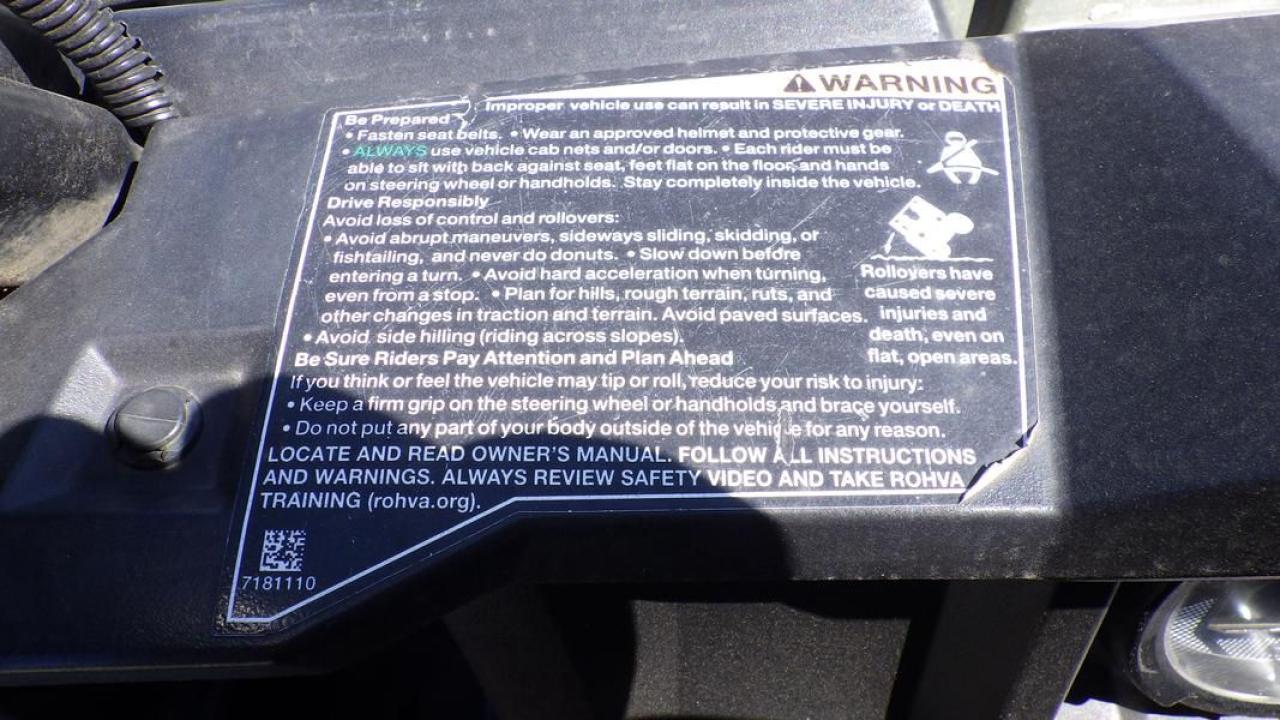 WARNING
Improper vehicle use can result in SEVERE INJURY or DEATH
Be Prepared
• Fasten seat belts. • Wear an approved helmet and protective gear.
• ALWAYS use vehicle cab nets and/or doors. • Each rider must be
able to sit with back against seat, feet flat on the floor, and hands
on steering wheel or handholds. Stay completely inside the vehicle.
Drive Responsibly
Avoid loss of control and rollovers:
• Avoid abrupt maneuvers, sideways sliding, skidding, or
fishtailing, and never do donuts. • Slow down before
entering a turn. • Avoid hard acceleration when turning,
even from a stop. • Plan for hills, rough terrain, ruts, and
other changes in traction and terrain. Avoid paved surfaces.
• Avoid side hilling (riding across slopes).
Rollovers have
caused severe
injuries and
death, even on
flat, open areas.
Be Sure Riders Pay Attention and Plan Ahead
If you think or feel the vehicle may tip or roll, reduce your risk to injury:
• Keep a firm grip on the steering wheel or handholds and brace yourself.
• Do not put any part of your body outside of the vehicle for any reason.
LOCATE AND READ OWNER'S MANUAL. FOLLOW ALL INSTRUCTIONS
AND WARNINGS. ALWAYS REVIEW SAFETY VIDEO AND TAKE ROHVA
TRAINING (rohva.org).
7181110